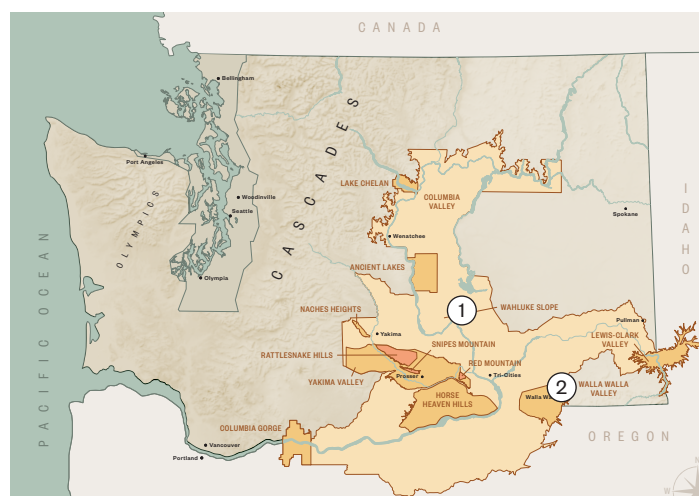 CANADA
Bellingham
CASCADES
Port Angeles
OLYMPICS
Woodinville
Seattle
Olympia
PACIFIC OCEAN
LAKE CHELAN
COLUMBIA
VALLEY
Spokane
IDAHO
Wenatchee
ANCIENT LAKES
NACHES HEIGHTS
1
WAHLUKE SLOPE
Yakima
Pullman
SNIPES MOUNTAIN
LEWIS-CLARK
VALLEY
RATTLESNAKE HILLS
RED MOUNTAIN
YAKIMA VALLEY
Prosser
Tri-Cities
2
WALLA WALLA
VALLEY
HORSE
HEAVEN HILLS
Walla
COLUMBIA GORGE
OREGON
Vancouver
Portland
N
W